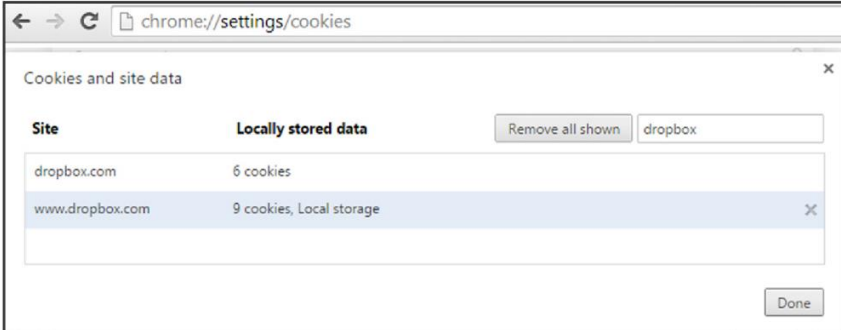 chrome://settings/cookies
Cookies and site data
Site Locally stored data Remove all shown dropbox
dropbox.com 6 cookies
www.dropbox.com 9 cookies, Local storage
Done